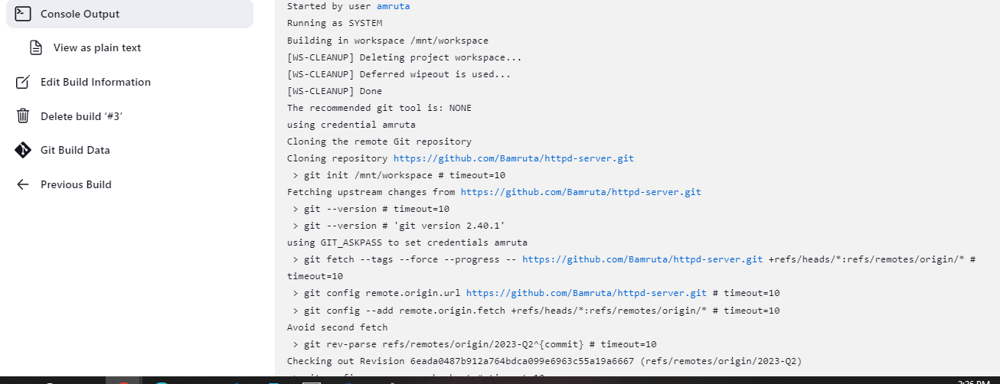 Console Output
View as plain text
Edit Build Information
Delete build ‘#3’
Git Build Data
Previous Build
Started by user amruta
Running as SYSTEM
Building in workspace /mnt/workspace
[WS-CLEANUP] Deleting project workspace...
[WS-CLEANUP] Deferred wipeout is used...
[WS-CLEANUP] Done
The recommended git tool is: NONE
using credential amruta
Cloning the remote Git repository
Cloning repository https://github.com/Bamruta/httpd-server.git
> git init /mnt/workspace # timeout=10
Fetching upstream changes from https://github.com/Bamruta/httpd-server.git
> git --version # timeout=10
> git --version # 'git version 2.40.1'
using GIT_ASKPASS to set credentials amruta
> git fetch --tags --force --progress -- https://github.com/Bamruta/httpd-server.git +refs/heads/*:refs/remotes/origin/* #
timeout=10
> git config remote.origin.url https://github.com/Bamruta/httpd-server.git # timeout=10
> git config --add remote.origin.fetch +refs/heads/*:refs/remotes/origin/* # timeout=10
Avoid second fetch
> git rev-parse refs/remotes/origin/2023-Q2^{commit} # timeout=10
Checking out Revision 6eada0487b912a764bdca099e6963c55a19a6667 (refs/remotes/origin/2023-Q2)